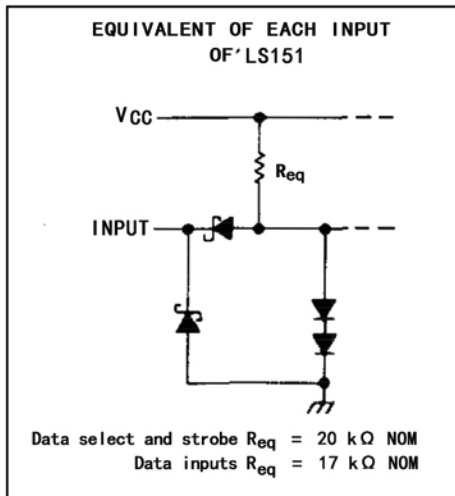 EQUIVALENT OF EACH INPUT
OF'LS151
VCC
Req
INPUT
Data select and strobe Req = 20 kΩ NOM
Data inputs Req = 17 kΩ NOM